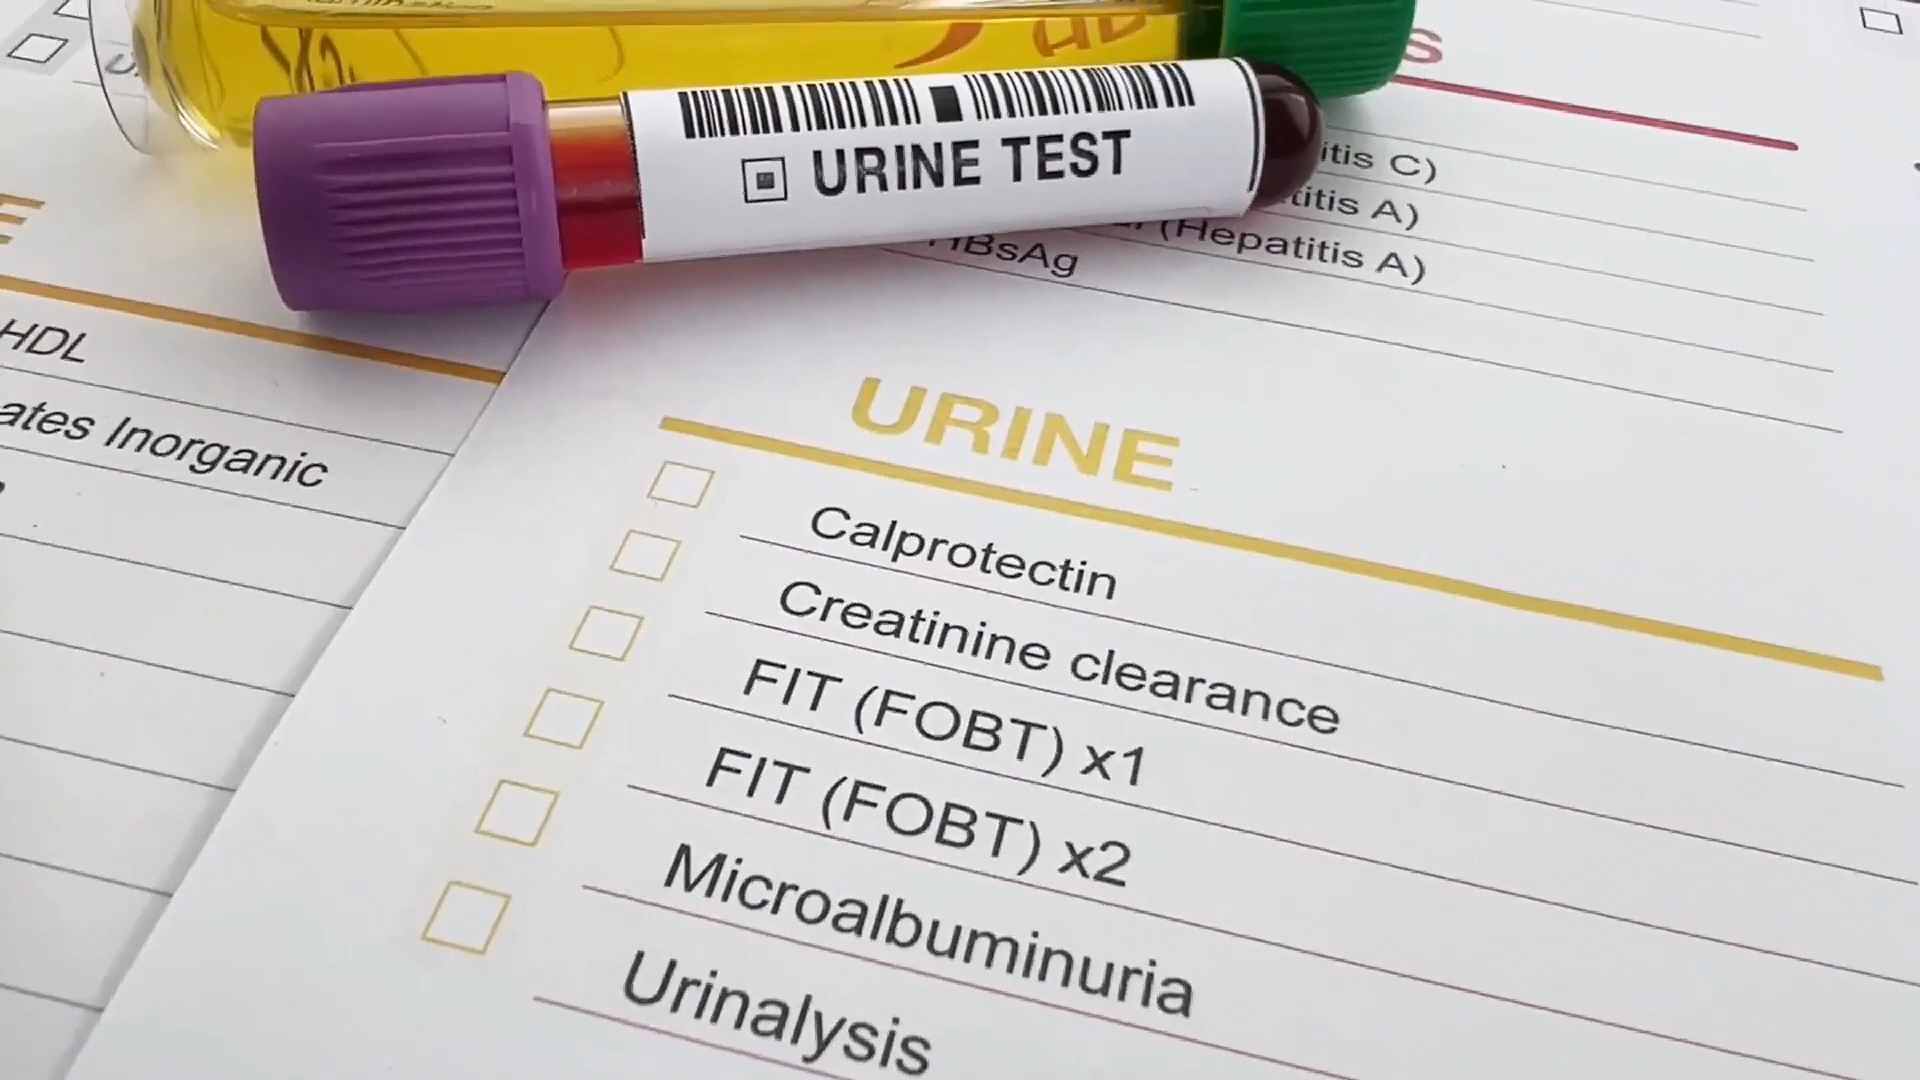 URINE TEST
itis C)
titis A)
(Hepatitis A)
HBsAg
HDL
ates Inorganic
URINE
Calprotectin
Creatinine clearance
FIT (FOBT) x1
FIT (FOBT) x2
Microalbuminuria
Urinalysis